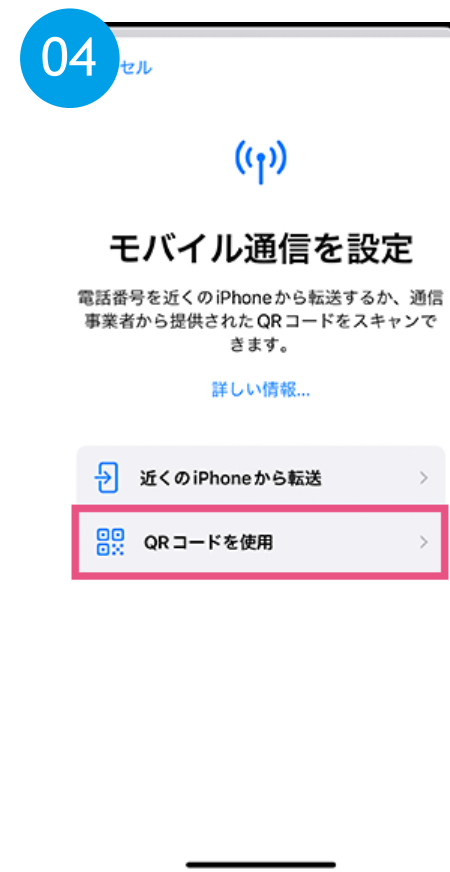 04
セル
モバイル通信を設定
電話番号を近くのiPhoneから転送するか、通信
事業者から提供されたQRコードをスキャンで
きます。
詳しい情報...
近くのiPhoneから転送
QRコードを使用